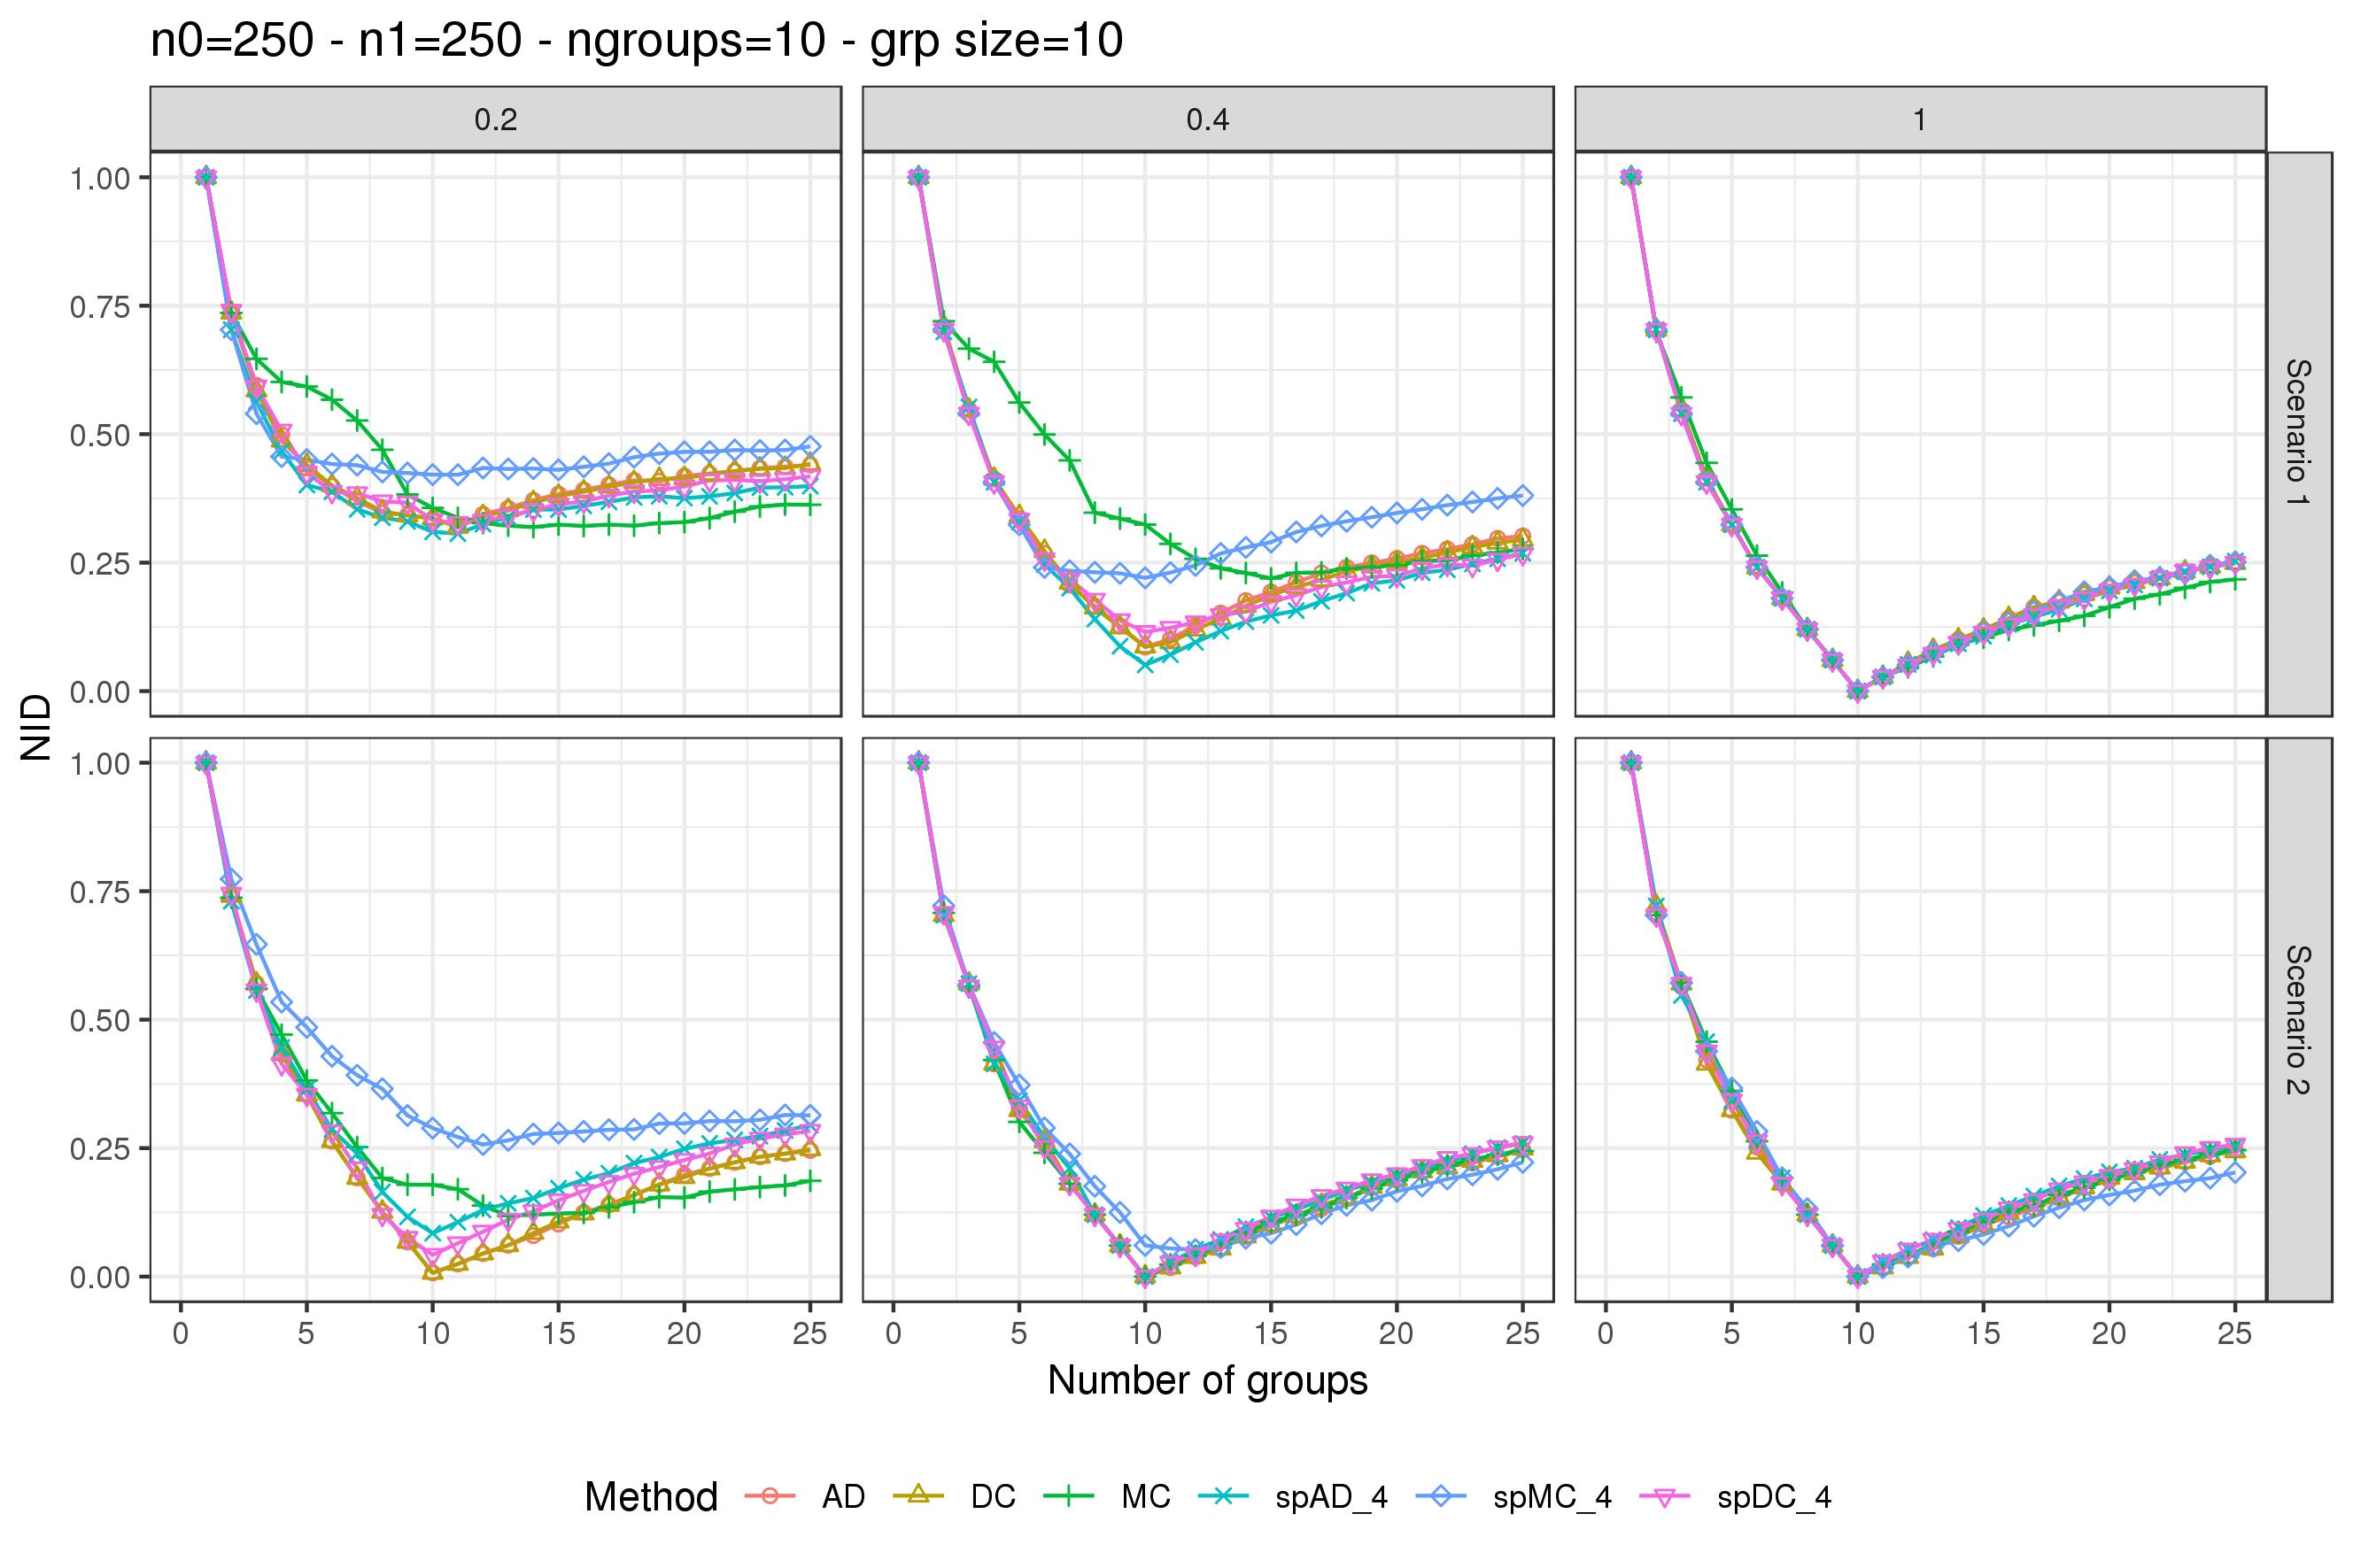 n0=250 - n1=250 - ngroups=10 - grp size=10
0.2
0.4
1
1.00
0.75
0.50
0.25
0.00
Scenario 1
NID
1.00
0.75
0.50
0.25
0.00
Scenario 2
0 5 10 15 20 25
0 5 10 15 20 25
0 5 10 15 20 25
Number of groups
Method AD DC MC spAD_4 spMC_4 spDC_4